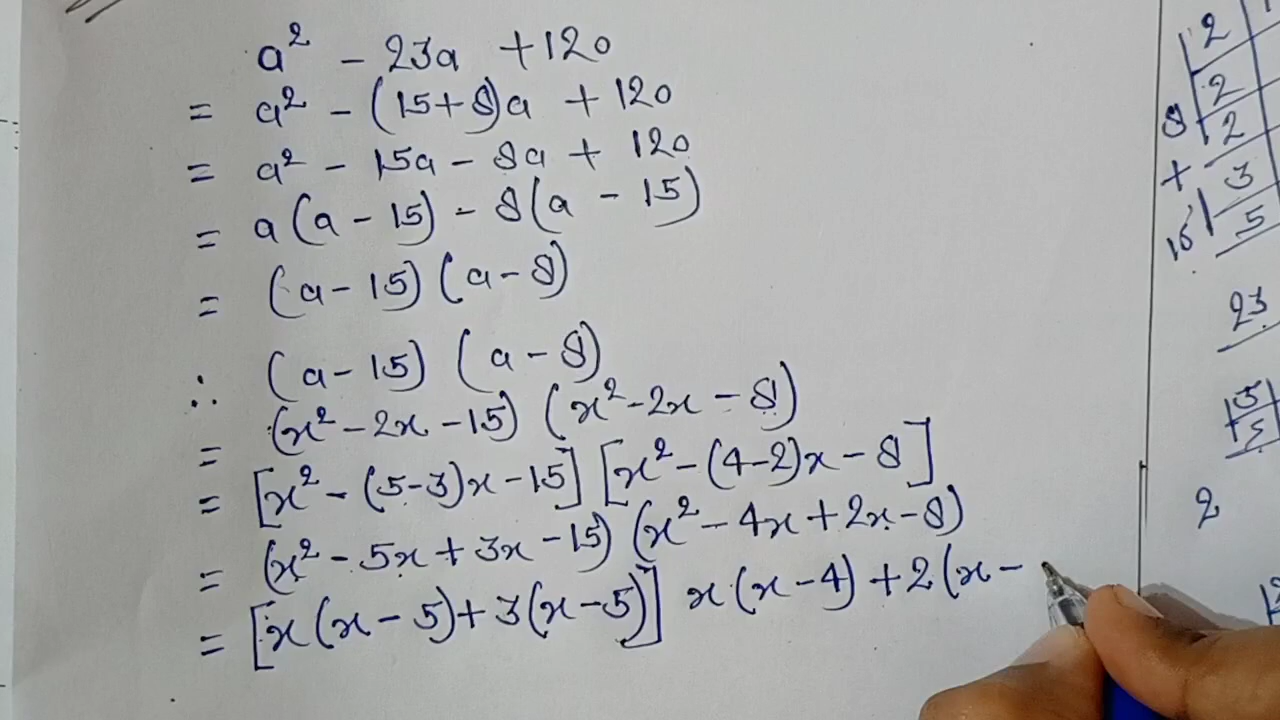 a² - 23a + 120
= a² - (15+8)a + 120
= a² - 15a - 8a + 120
= a(a - 15) - 8(a - 15)
= (a - 15) (a - 8)
∴ (a - 15) (a - 8)
= (x² - 2x - 15) (x² - 2x - 8)
= [x² - (5-3)x - 15] [x² - (4-2)x - 8]
= (x² - 5x + 3x - 15) (x² - 4x + 2x - 8)
= [x(x - 5) + 3(x - 5)] x(x - 4) + 2(x -
2
2
8 2
+ 3
15 5
23
2